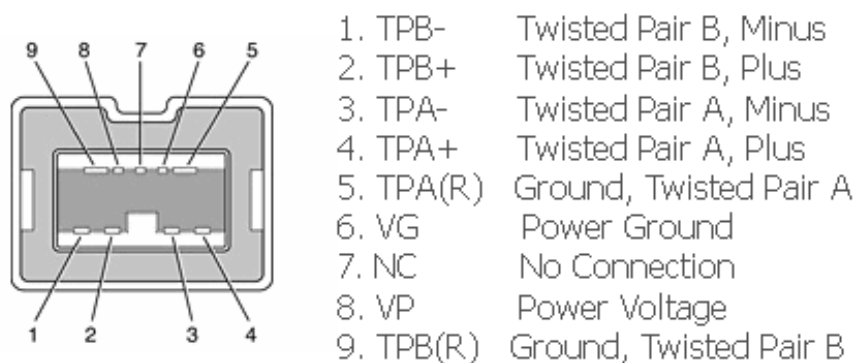 9 8 7 6 5
1 2 3 4
1. TPB- Twisted Pair B, Minus
2. TPB+ Twisted Pair B, Plus
3. TPA- Twisted Pair A, Minus
4. TPA+ Twisted Pair A, Plus
5. TPA(R) Ground, Twisted Pair A
6. VG Power Ground
7. NC No Connection
8. VP Power Voltage
9. TPB(R) Ground, Twisted Pair B